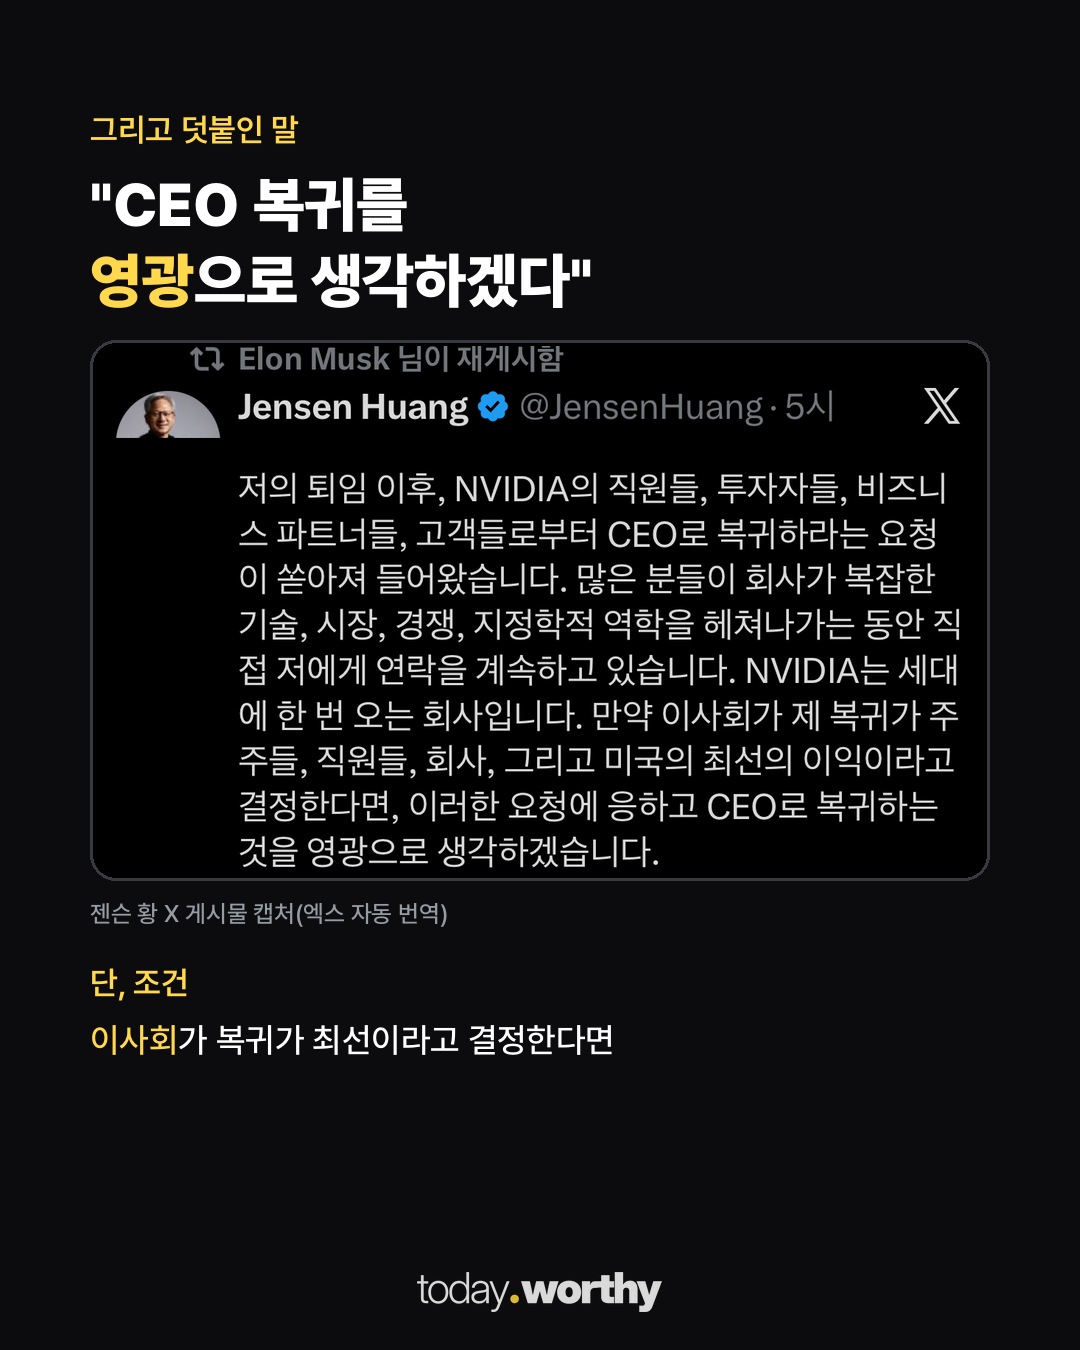 그리고 덧붙인 말
"CEO 복귀를
영광으로 생각하겠다"
Elon Musk 님이 재게시함
Jensen Huang @JensenHuang · 5시
저의 퇴임 이후, NVIDIA의 직원들, 투자자들, 비즈니
스 파트너들, 고객들로부터 CEO로 복귀하라는 요청
이 쏟아져 들어왔습니다. 많은 분들이 회사가 복잡한
기술, 시장, 경쟁, 지정학적 역학을 헤쳐나가는 동안 직
접 저에게 연락을 계속하고 있습니다. NVIDIA는 세대
에 한 번 오는 회사입니다. 만약 이사회가 제 복귀가 주
주들, 직원들, 회사, 그리고 미국의 최선의 이익이라고
결정한다면, 이러한 요청에 응하고 CEO로 복귀하는
것을 영광으로 생각하겠습니다.
젠슨 황 X 게시물 캡처(엑스 자동 번역)
단, 조건
이사회가 복귀가 최선이라고 결정한다면
today.worthy